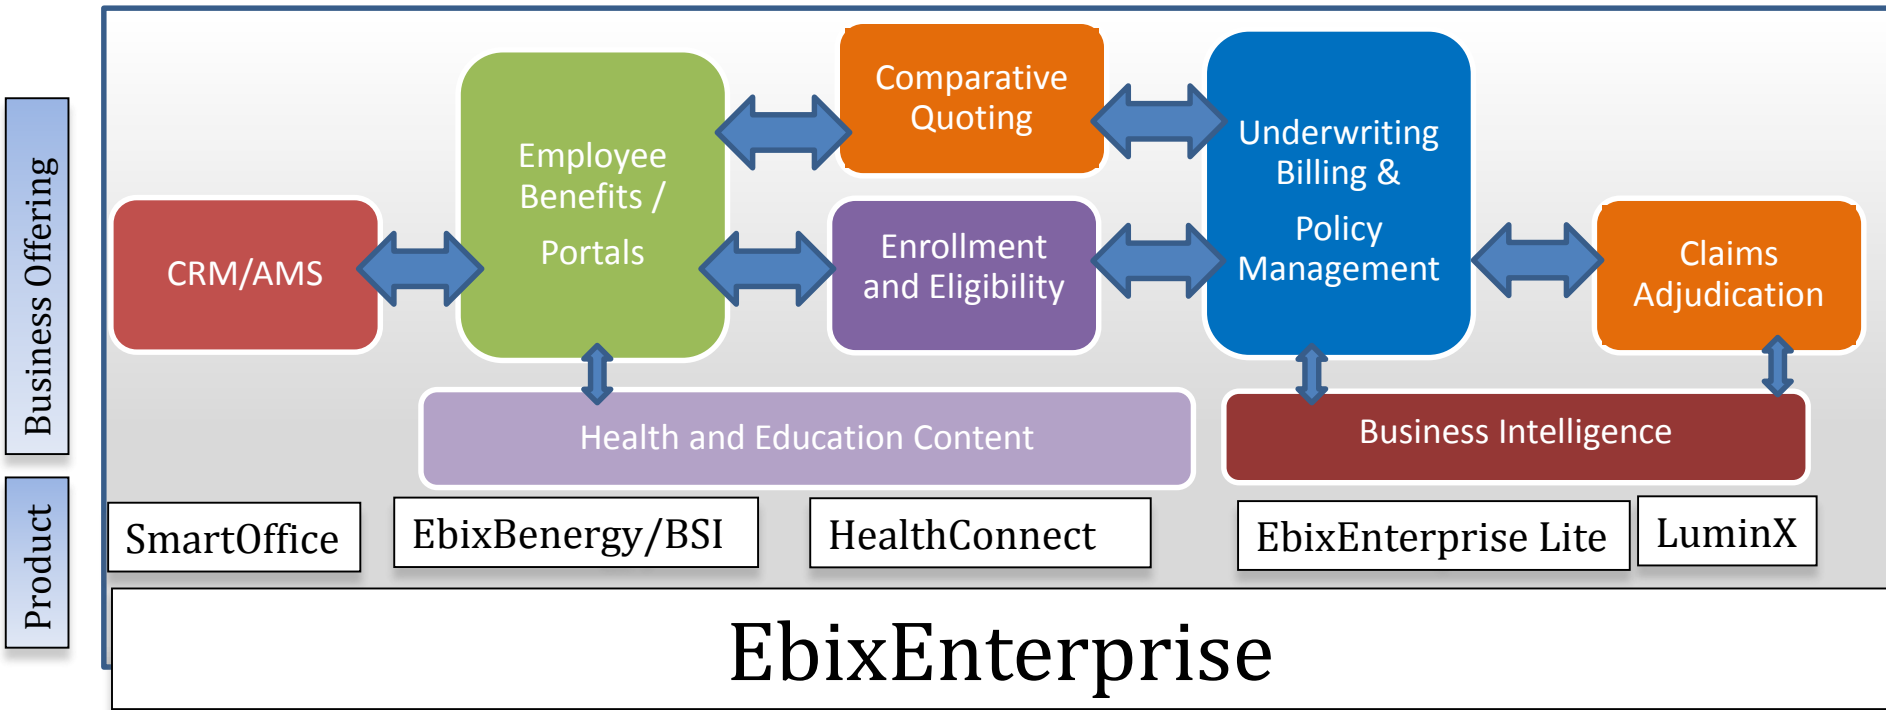 Business Offering
Product
CRM/AMS
Employee
Benefits /
Portals
Comparative
Quoting
Enrollment
and Eligibility
Underwriting
Billing &
Policy
Management
Claims
Adjudication
Health and Education Content
Business Intelligence
SmartOffice
EbixBenergy/BSI
HealthConnect
EbixEnterprise Lite
LuminX
EbixEnterprise